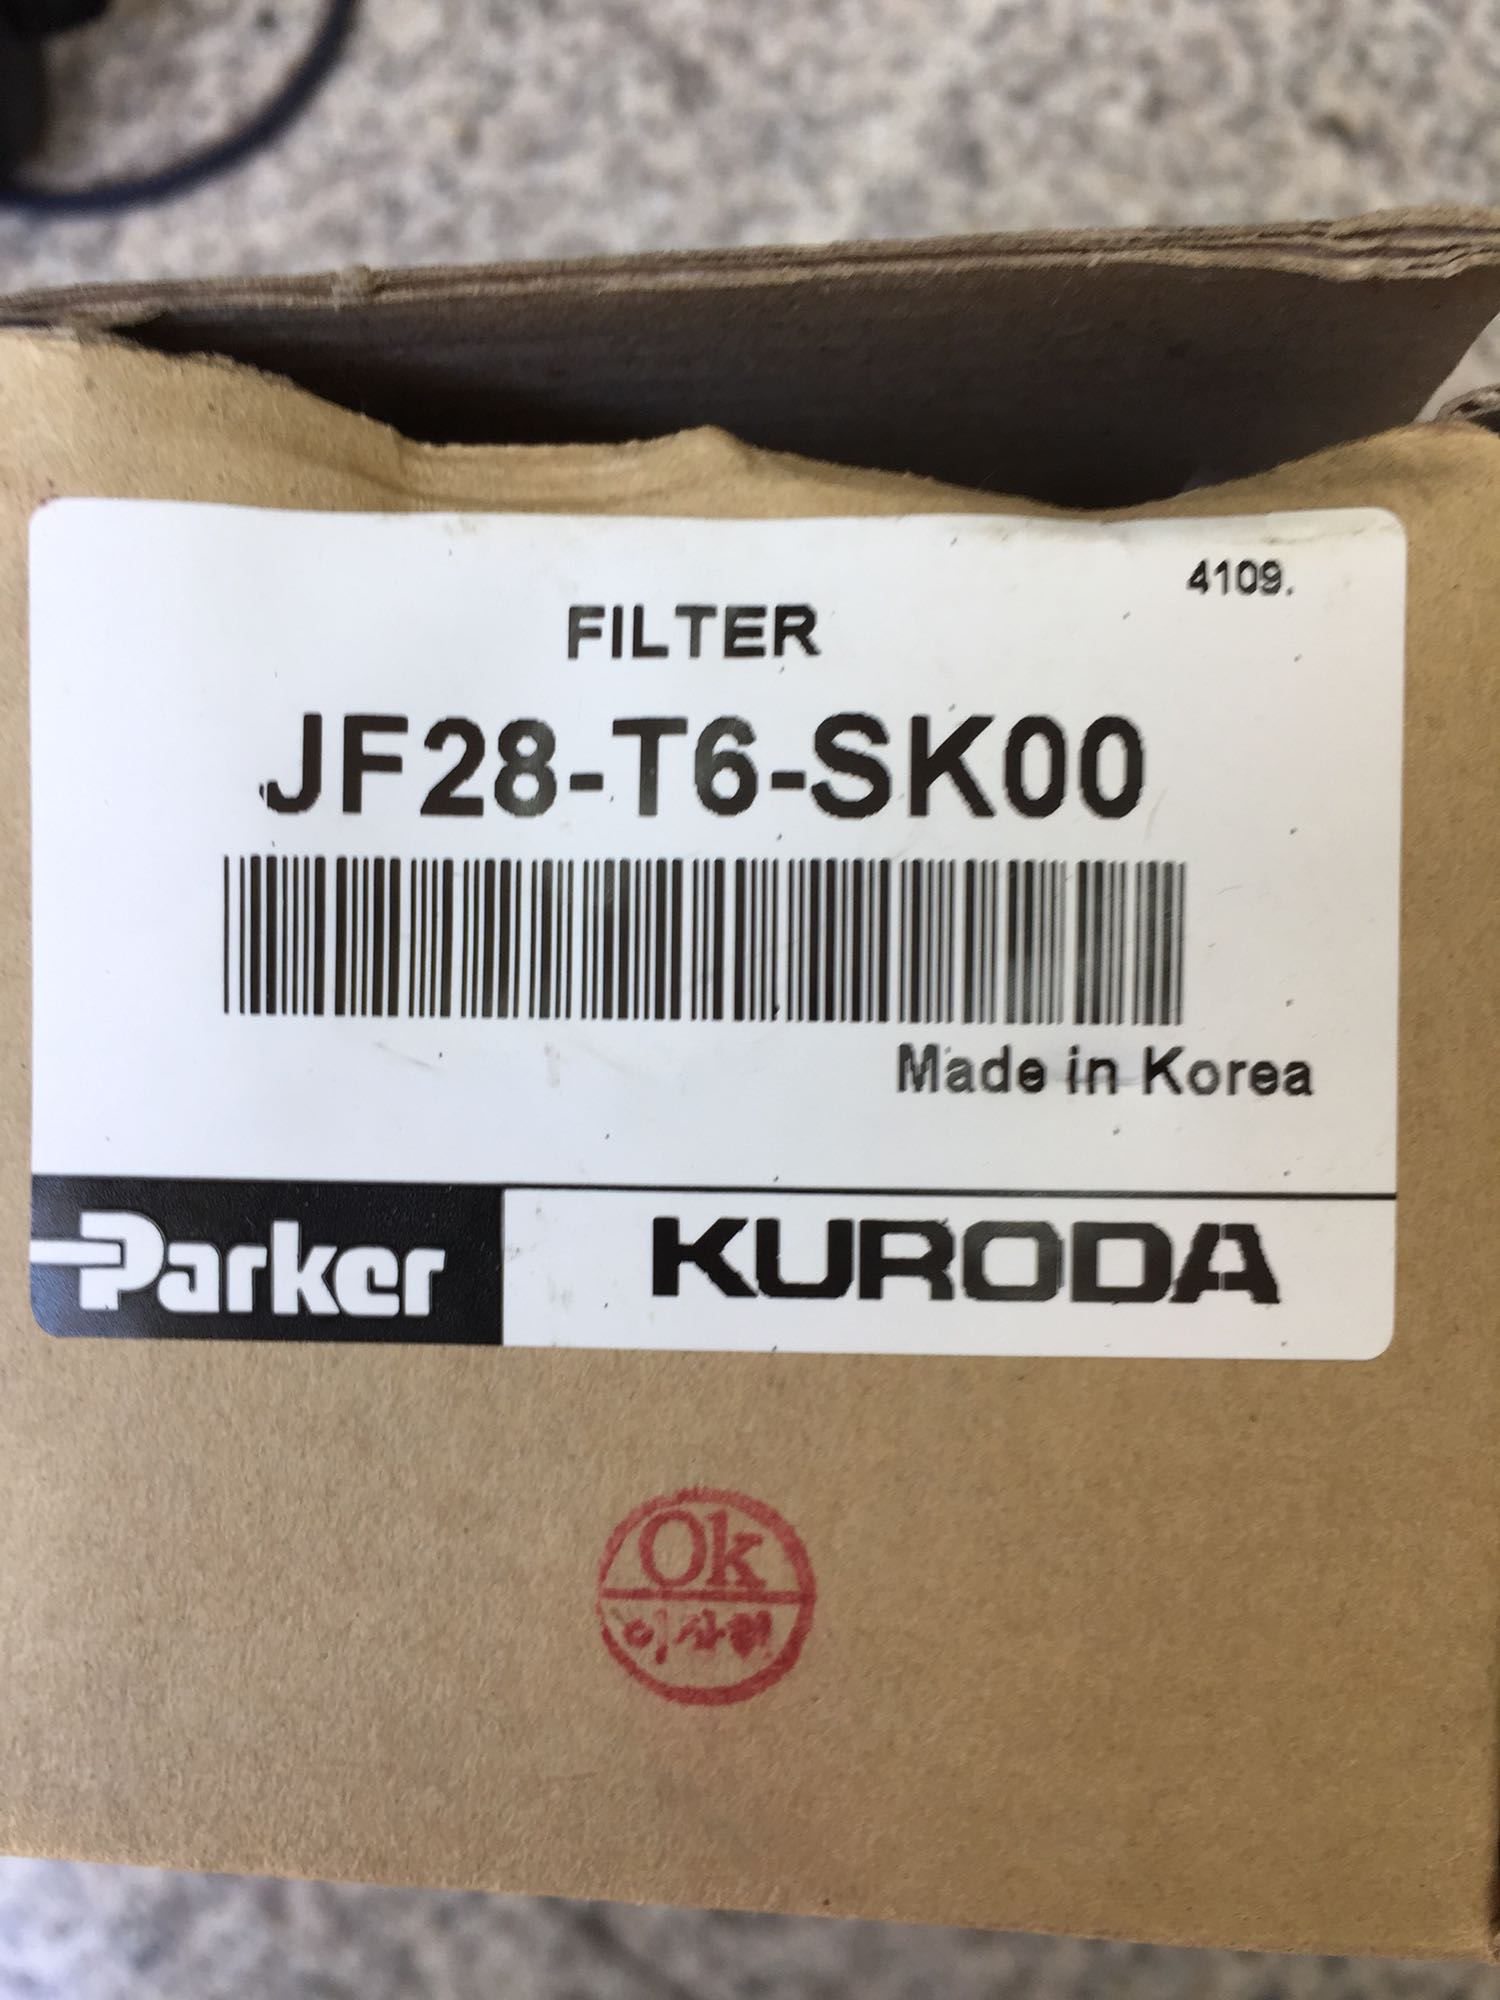 4109.
FILTER
JF28-T6-SK00
Made in Korea
Parker
KURODA
Ok